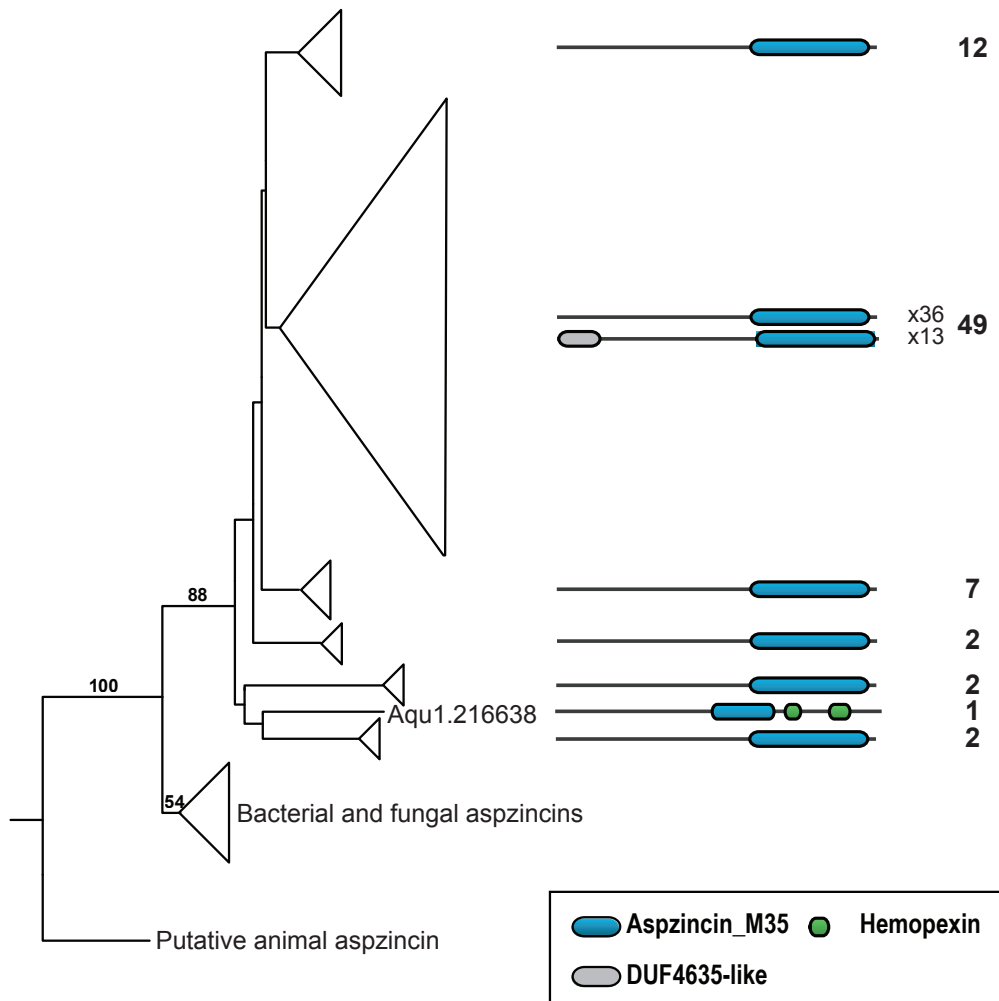 12
x36
49
x13
7
88
2
2
100
Aqu1.216638
1
2
54
Bacterial and fungal aspzincins
Aspzincin_M35
Hemopexin
Putative animal aspzincin
DUF4635-like